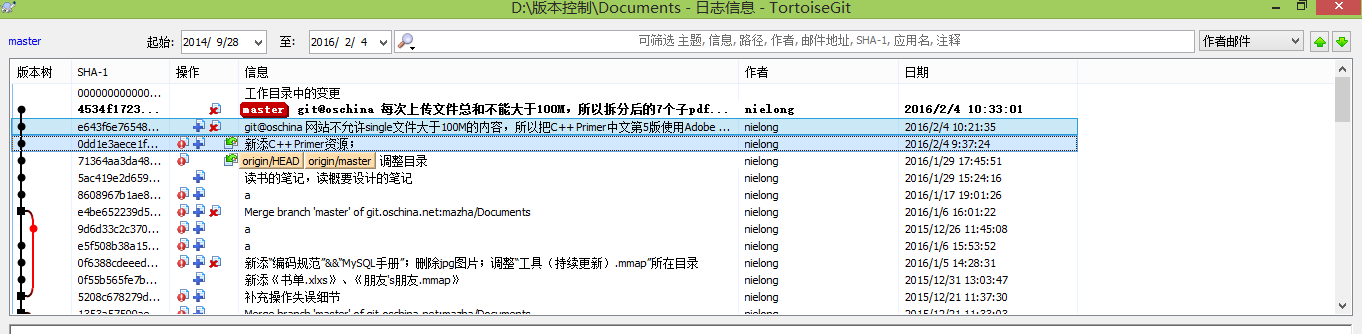 D:\版本控制\Documents - 日志信息 - TortoiseGit
master 起始: 2014/ 9/28 至: 2016/ 2/ 4 可筛选 主题, 信息, 路径, 作者, 邮件地址, SHA-1, 应用名, 注释 作者邮件
版本树 SHA-1 操作 信息 作者 日期
000000000000... 工作目录中的变更
4534f1723... master git@oschina 每次上传文件总和不能大于100M，所以拆分后的7个子pdf... nielong 2016/2/4 10:33:01
e643f6e76548... git@oschina 网站不允许single文件大于100M的内容，所以把C++ Primer中文第5版使用Adobe ... nielong 2016/2/4 10:21:35
0dd1e3aece1f... 新添C++ Primer资源； nielong 2016/2/4 9:37:24
71364aa3da48... origin/HEAD origin/master 调整目录 nielong 2016/1/29 17:45:51
5ac419e2d659... 读书的笔记，读概要设计的笔记 nielong 2016/1/29 15:24:16
8608967b1ae8... a nielong 2016/1/17 19:01:26
e4be652239d5... Merge branch 'master' of git.oschina.net:mazha/Documents nielong 2016/1/6 16:01:22
9d6d33c2c370... a nielong 2015/12/26 11:45:08
e5f508b38a15... a nielong 2016/1/6 15:53:52
0f6388cdeeed... 新添“编码规范”&&“MySQL手册”；删除jpg图片；调整“工具（持续更新）.mmap”所在目录 nielong 2016/1/5 14:28:31
0f55b565fe7b... 新添《书单.xlxs》、《朋友's朋友.mmap》 nielong 2015/12/31 13:03:47
5208c678279d... 补充操作失误细节 nielong 2015/12/21 11:37:30
1353a57500ae... Merge branch 'master' of git.oschina.net:mazha/Documents nielong 2015/12/21 11:33:03